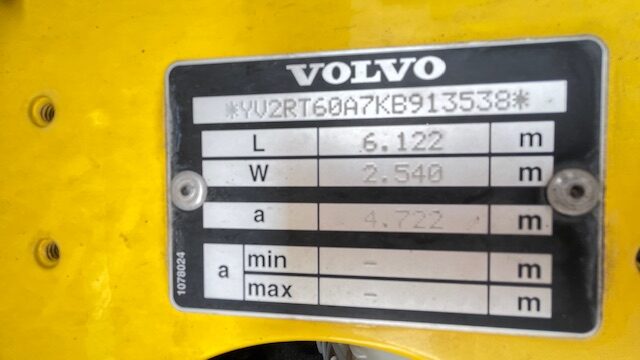 VOLVO
*YV2RT60A7KB913538*
L 6.122 m
W 2.540 m
a 4.722 m
a min - m
max - m
1078024